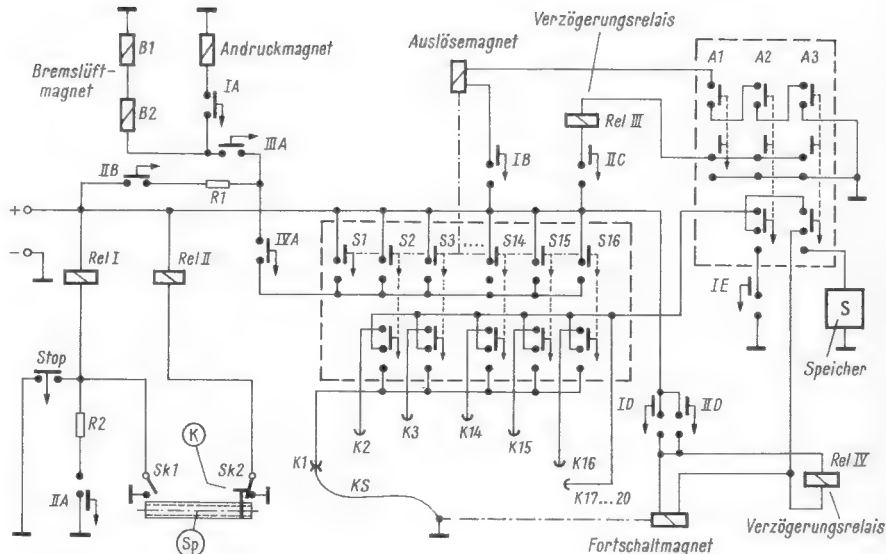 B1
Andruckmagnet
Bremslüft-
magnet
B2
IA
IIIA
IIB
R1
Auslösemagnet
Verzögerungsrelais
Rel III
IB
IIC
A1 A2 A3
+
-
Rel I
Rel II
IVA
S1 S2 S3 .... S14 S15 S16
IE
S
Speicher
Stop
R2
IIA
Sk1
K
Sk2
Sp
K1
K2
K3
K14
K15
K16
K17...20
KS
ID
IID
Rel IV
Verzögerungsrelais
Fortschaltmagnet